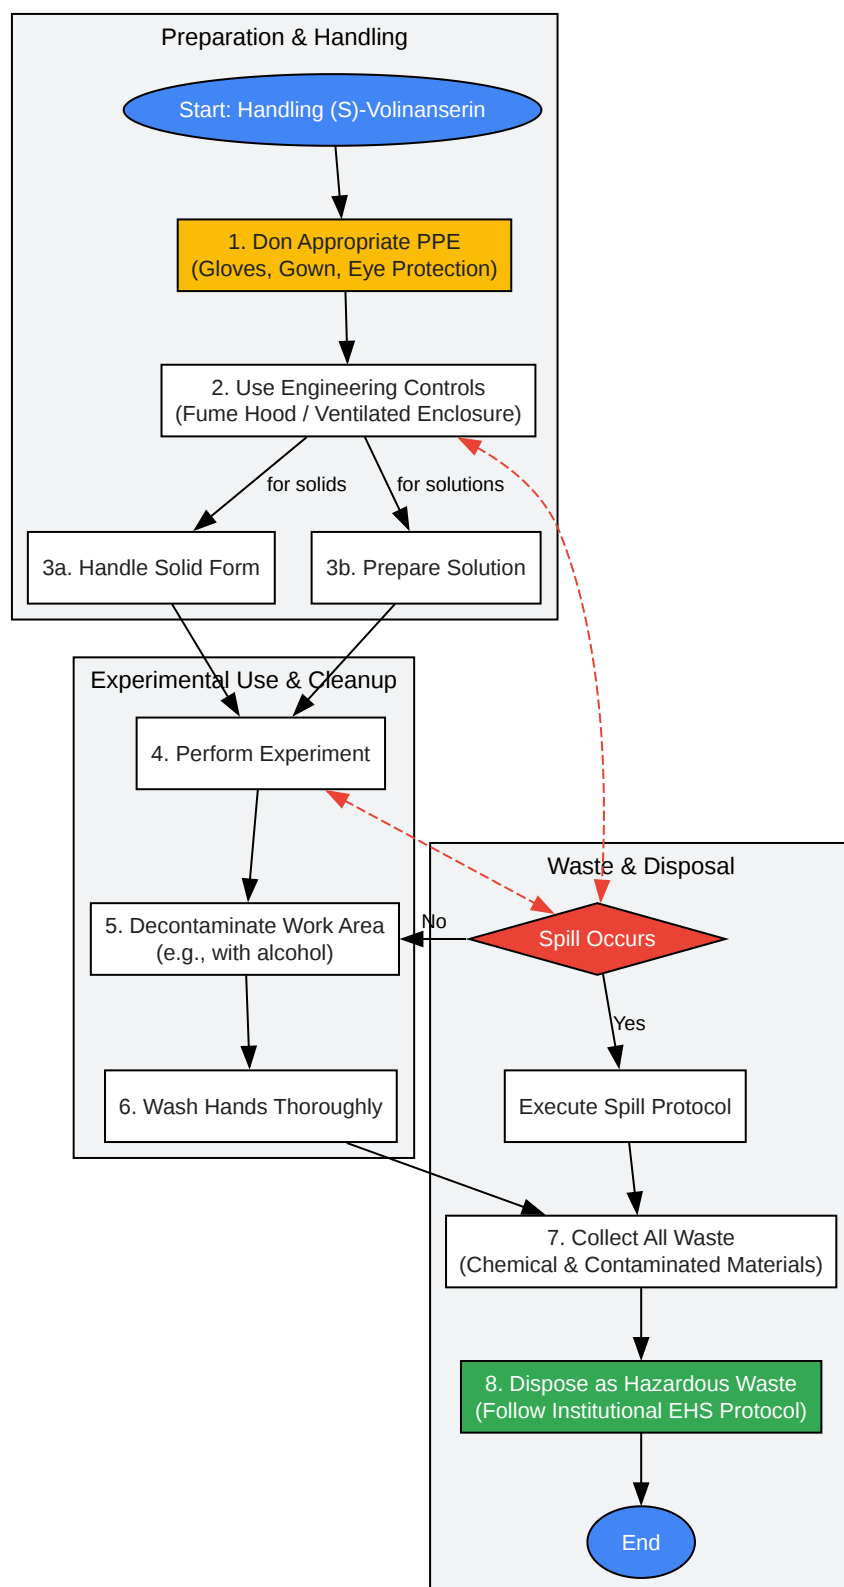 Preparation & Handling
Start: Handling (S)-Volinanserin
1. Don Appropriate PPE
(Gloves, Gown, Eye Protection)
2. Use Engineering Controls
(Fume Hood / Ventilated Enclosure)
for solids
for solutions
3a. Handle Solid Form
3b. Prepare Solution
Experimental Use & Cleanup
4. Perform Experiment
Waste & Disposal
5. Decontaminate Work Area
(e.g., with alcohol)
No
Spill Occurs
Yes
6. Wash Hands Thoroughly
Execute Spill Protocol
7. Collect All Waste
(Chemical & Contaminated Materials)
8. Dispose as Hazardous Waste
(Follow Institutional EHS Protocol)
End